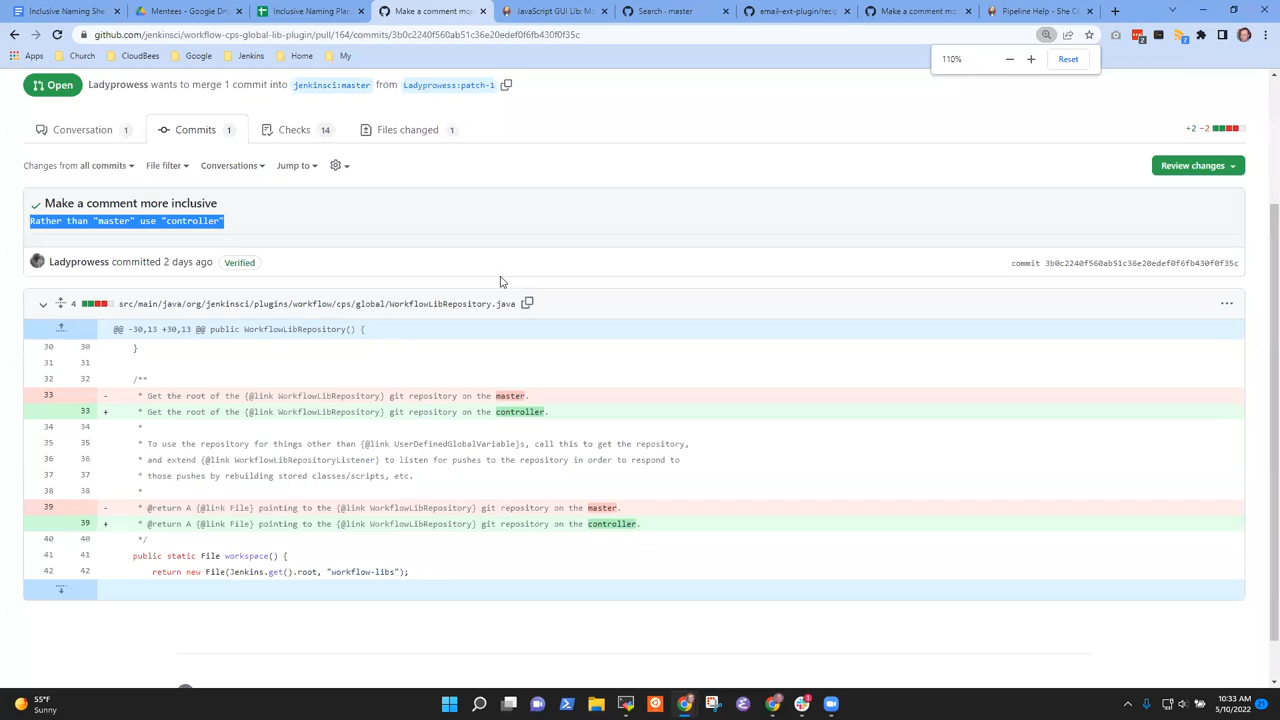 Inclusive Naming She
Mentees - Google Dri
Inclusive Naming Plan
Make a comment mor
JavaScript GUI Lib: M
Search · master
email-ext-plugin/recip
Make a comment mor
Pipeline Help - She Co
github.com/jenkinsci/workflow-cps-global-lib-plugin/pull/164/commits/3b0c2240f560ab51c36e20edef0f6fb430f0f35c
Apps
Church
CloudBees
Google
Jenkins
Home
My
110%
Reset
Open
Ladyprowess wants to merge 1 commit into jenkinsci:master from Ladyprowess:patch-1
Conversation 1
Commits 1
Checks 14
Files changed 1
+2 −2
Changes from all commits
File filter
Conversations
Jump to
Review changes
Make a comment more inclusive
Rather than "master" use "controller"
Ladyprowess committed 2 days ago
Verified
commit 3b0c2240f560ab51c36e20edef0f6fb430f0f35c
4 src/main/java/org/jenkinsci/plugins/workflow/cps/global/WorkflowLibRepository.java
@@ -30,13 +30,13 @@ public WorkflowLibRepository() {
30 30 }
31 31
32 32 /**
33 - * Get the root of the {@link WorkflowLibRepository} git repository on the master.
33 + * Get the root of the {@link WorkflowLibRepository} git repository on the controller.
34 34 *
35 35 * To use the repository for things other than {@link UserDefinedGlobalVariable}s, call this to get the repository,
36 36 * and extend {@link WorkflowLibRepositoryListener} to listen for pushes to the repository in order to respond to
37 37 * those pushes by rebuilding stored classes/scripts, etc.
38 38 *
39 - * @return A {@link File} pointing to the {@link WorkflowLibRepository} git repository on the master.
39 + * @return A {@link File} pointing to the {@link WorkflowLibRepository} git repository on the controller.
40 40 */
41 41 public static File workspace() {
42 42 return new File(Jenkins.get().root, "workflow-libs");
55°F
Sunny
10:33 AM
5/10/2022